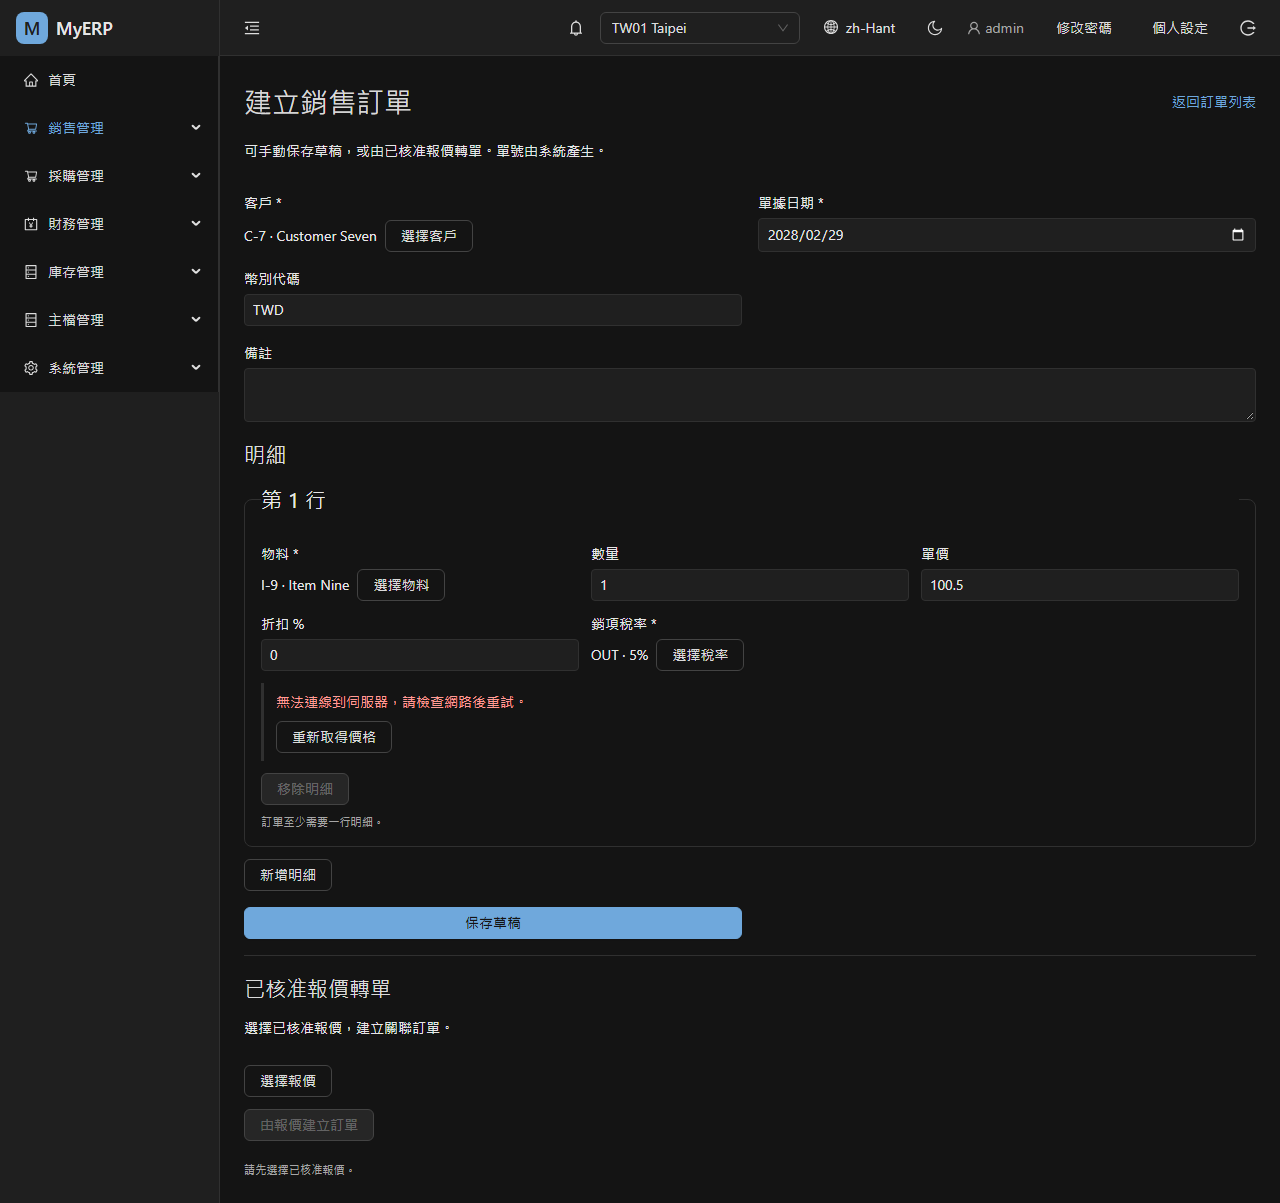 M MyERP
TW01 Taipei
zh-Hant
admin
修改密碼
個人設定
首頁
銷售管理
採購管理
財務管理
庫存管理
主檔管理
系統管理
建立銷售訂單
返回訂單列表
可手動保存草稿，或由已核准報價轉單。單號由系統產生。
客戶 *
單據日期 *
C-7 · Customer Seven
選擇客戶
2028/02/29
幣別代碼
TWD
備註
明細
第 1 行
物料 *
數量
單價
I-9 · Item Nine
選擇物料
1
100.5
折扣 %
銷項稅率 *
0
OUT · 5%
選擇稅率
無法連線到伺服器，請檢查網路後重試。
重新取得價格
移除明細
訂單至少需要一行明細。
新增明細
保存草稿
已核准報價轉單
選擇已核准報價，建立關聯訂單。
選擇報價
由報價建立訂單
請先選擇已核准報價。